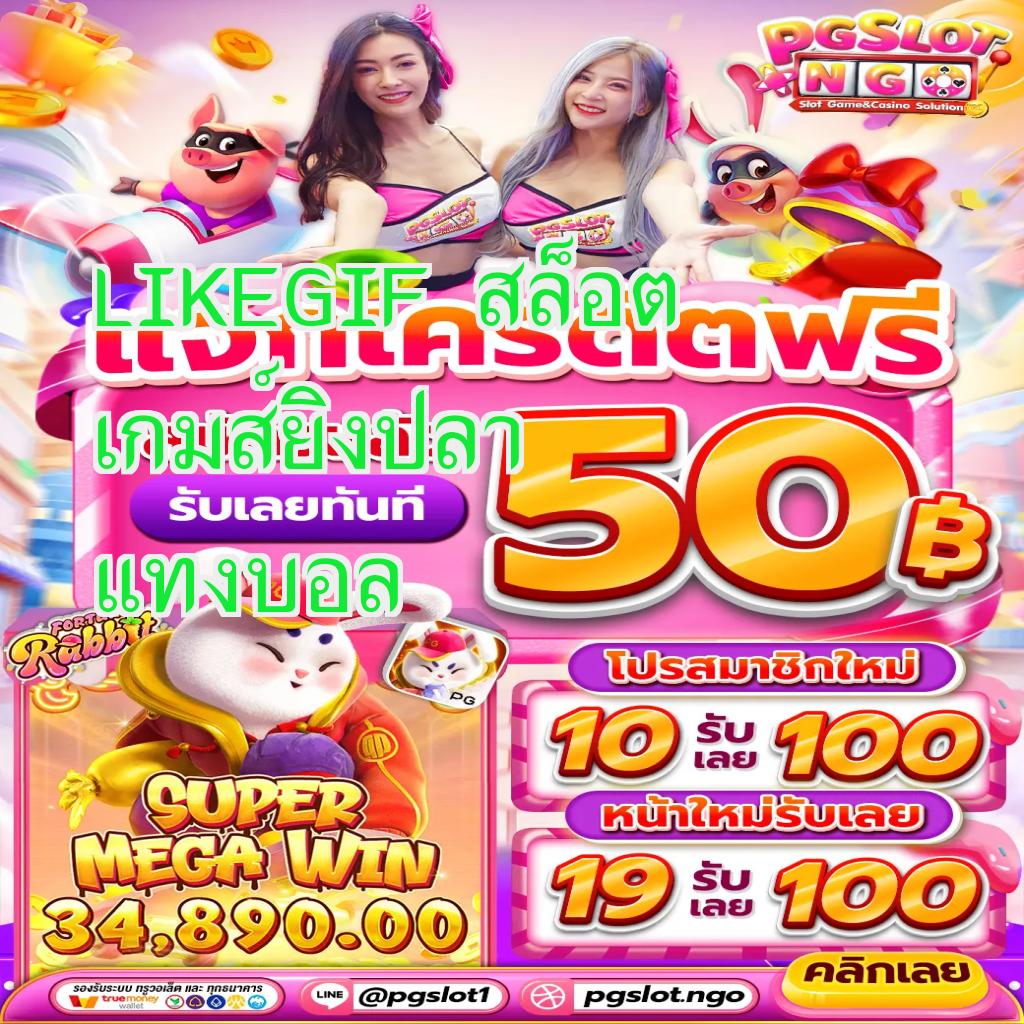 PGSLOT
NGO
Slot Game&Casino Solution
PGSLOT
NGO
PGSLOT
NGO
LIKEGIF สล็อต
แจกเครดิตฟรี
เกมส์ยิงปลา
50฿
รับเลยทันที
แทงบอล
FORTUNE
Rabbit
PG
โปรสมาชิกใหม่
10 รับเลย 100
SUPER
MEGA WIN
34,890.00
หน้าใหม่รับเลย
19 รับเลย 100
คลิกเลย
รองรับระบบ ทรูวอเล็ต และ ทุกธนาคาร
truemoney
wallet
LINE @pgslot1
pgslot.ngo